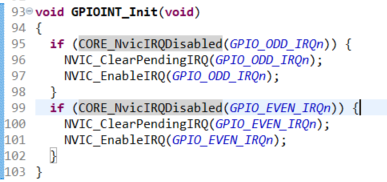 93 void GPIOINT_Init(void)
94 {
95   if (CORE_NvicIRQDisabled(GPIO_ODD_IRQn)) {
96     NVIC_ClearPendingIRQ(GPIO_ODD_IRQn);
97     NVIC_EnableIRQ(GPIO_ODD_IRQn);
98   }
99   if (CORE_NvicIRQDisabled(GPIO_EVEN_IRQn)) {
100     NVIC_ClearPendingIRQ(GPIO_EVEN_IRQn);
101     NVIC_EnableIRQ(GPIO_EVEN_IRQn);
102   }
103 }